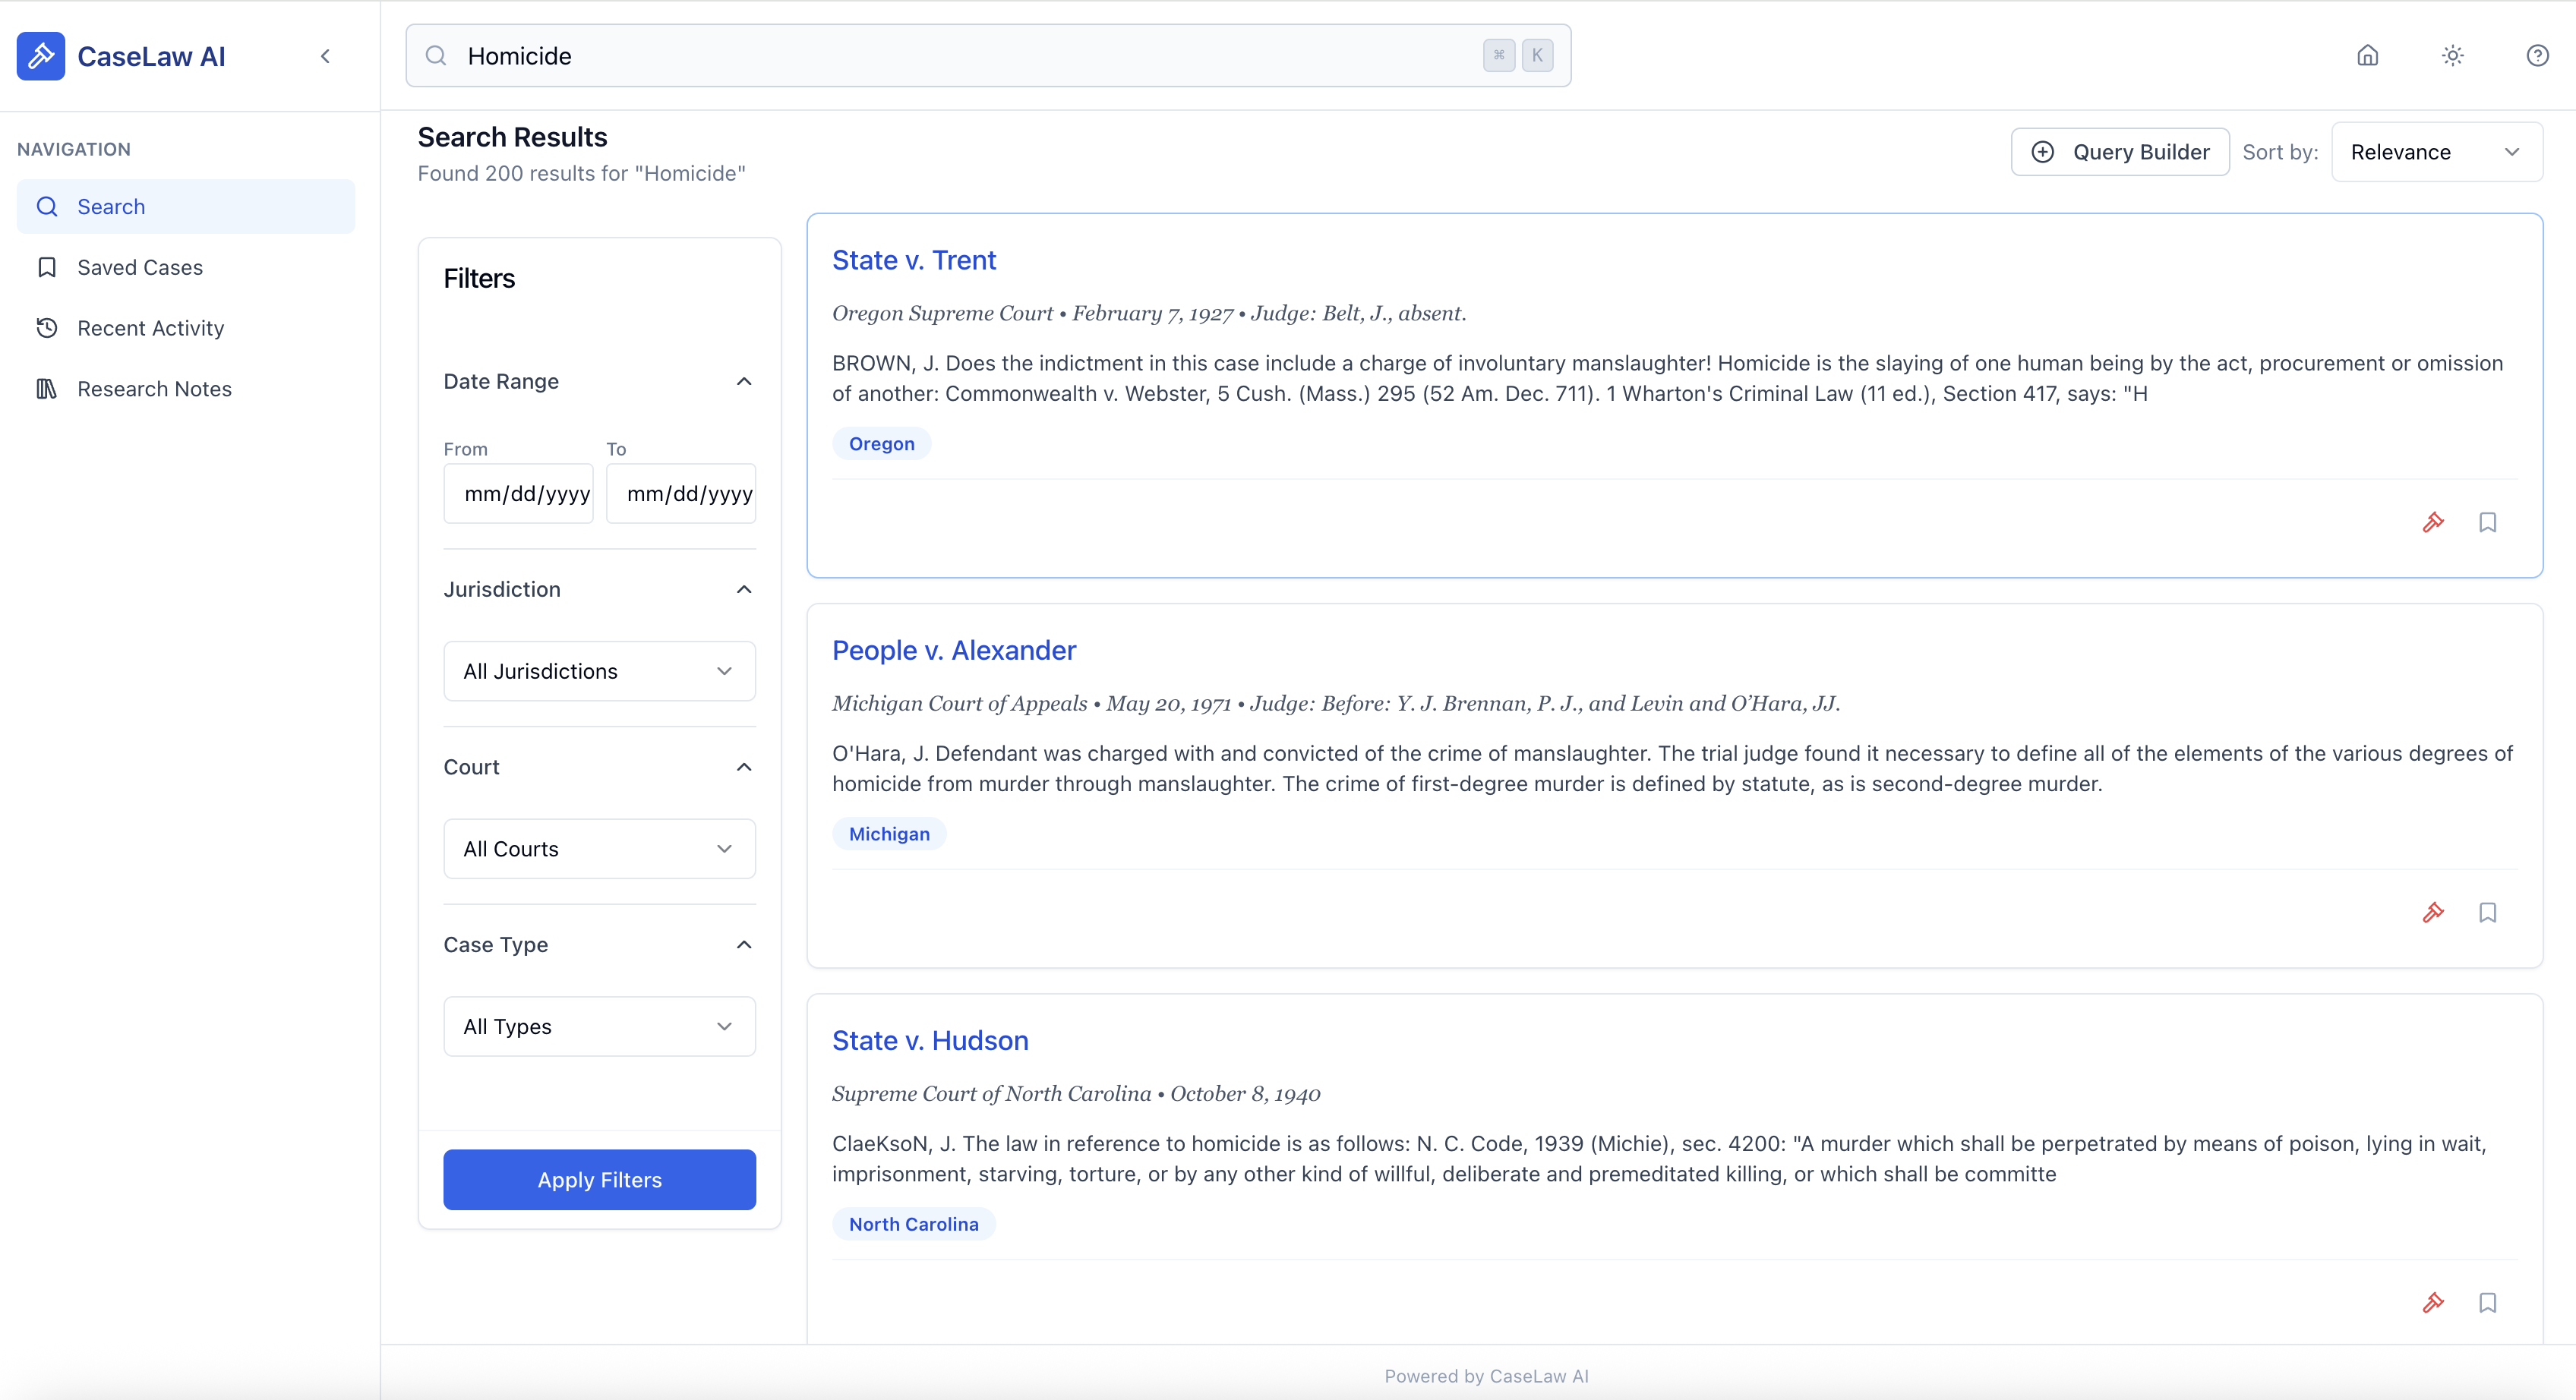 CaseLaw AI
Homicide
⌘ K
NAVIGATION
Search
Saved Cases
Recent Activity
Research Notes
Search Results
Found 200 results for "Homicide"
Query Builder
Sort by:
Relevance
Filters
Date Range
From
To
mm/dd/yyyy
mm/dd/yyyy
Jurisdiction
All Jurisdictions
Court
All Courts
Case Type
All Types
Apply Filters
State v. Trent
Oregon Supreme Court • February 7, 1927 • Judge: Belt, J., absent.
BROWN, J. Does the indictment in this case include a charge of involuntary manslaughter! Homicide is the slaying of one human being by the act, procurement or omission
of another: Commonwealth v. Webster, 5 Cush. (Mass.) 295 (52 Am. Dec. 711). 1 Wharton's Criminal Law (11 ed.), Section 417, says: "H
Oregon
People v. Alexander
Michigan Court of Appeals • May 20, 1971 • Judge: Before: Y. J. Brennan, P. J., and Levin and O’Hara, JJ.
O'Hara, J. Defendant was charged with and convicted of the crime of manslaughter. The trial judge found it necessary to define all of the elements of the various degrees of
homicide from murder through manslaughter. The crime of first-degree murder is defined by statute, as is second-degree murder.
Michigan
State v. Hudson
Supreme Court of North Carolina • October 8, 1940
ClaeKsoN, J. The law in reference to homicide is as follows: N. C. Code, 1939 (Michie), sec. 4200: "A murder which shall be perpetrated by means of poison, lying in wait,
imprisonment, starving, torture, or by any other kind of willful, deliberate and premeditated killing, or which shall be committe
North Carolina
Powered by CaseLaw AI